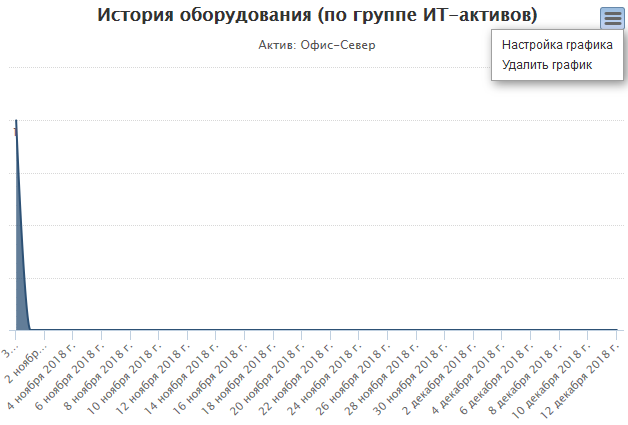 История оборудования (по группе ИТ-активов)
Актив: Офис-Север
Настройка графика
Удалить график
1
3...
2 ноябр...
4 ноября 2018 г.
6 ноября 2018 г.
8 ноября 2018 г.
10 ноября 2018 г.
12 ноября 2018 г.
14 ноября 2018 г.
16 ноября 2018 г.
18 ноября 2018 г.
20 ноября 2018 г.
22 ноября 2018 г.
24 ноября 2018 г.
26 ноября 2018 г.
28 ноября 2018 г.
30 ноября 2018 г.
2 декабря 2018 г.
4 декабря 2018 г.
6 декабря 2018 г.
8 декабря 2018 г.
10 декабря 2018 г.
12 декабря 2018 г.